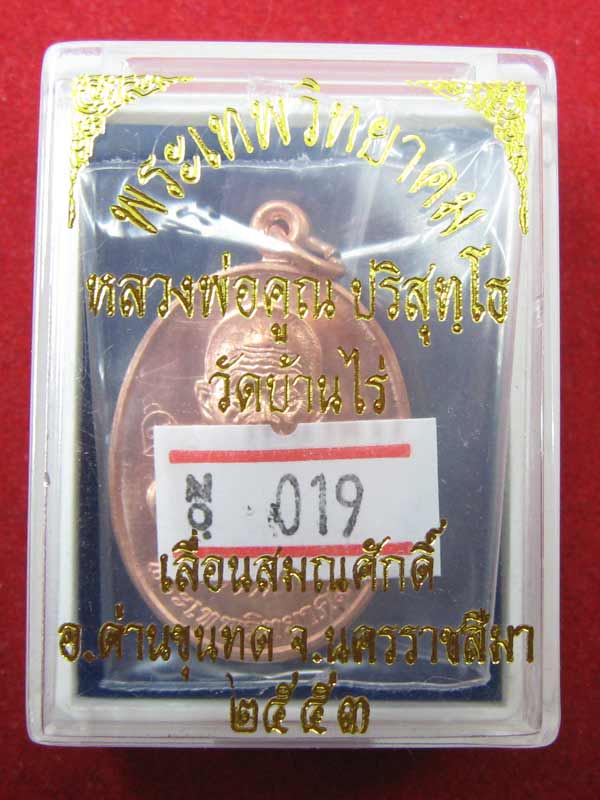 พระเทพวิทยาคม
หลวงพ่อคูณ ปริสุทฺโธ
วัดบ้านไร่
019
เลื่อนสมณศักดิ์
อ.ด่านขุนทด จ.นครราชสีมา
๒๕๕๓